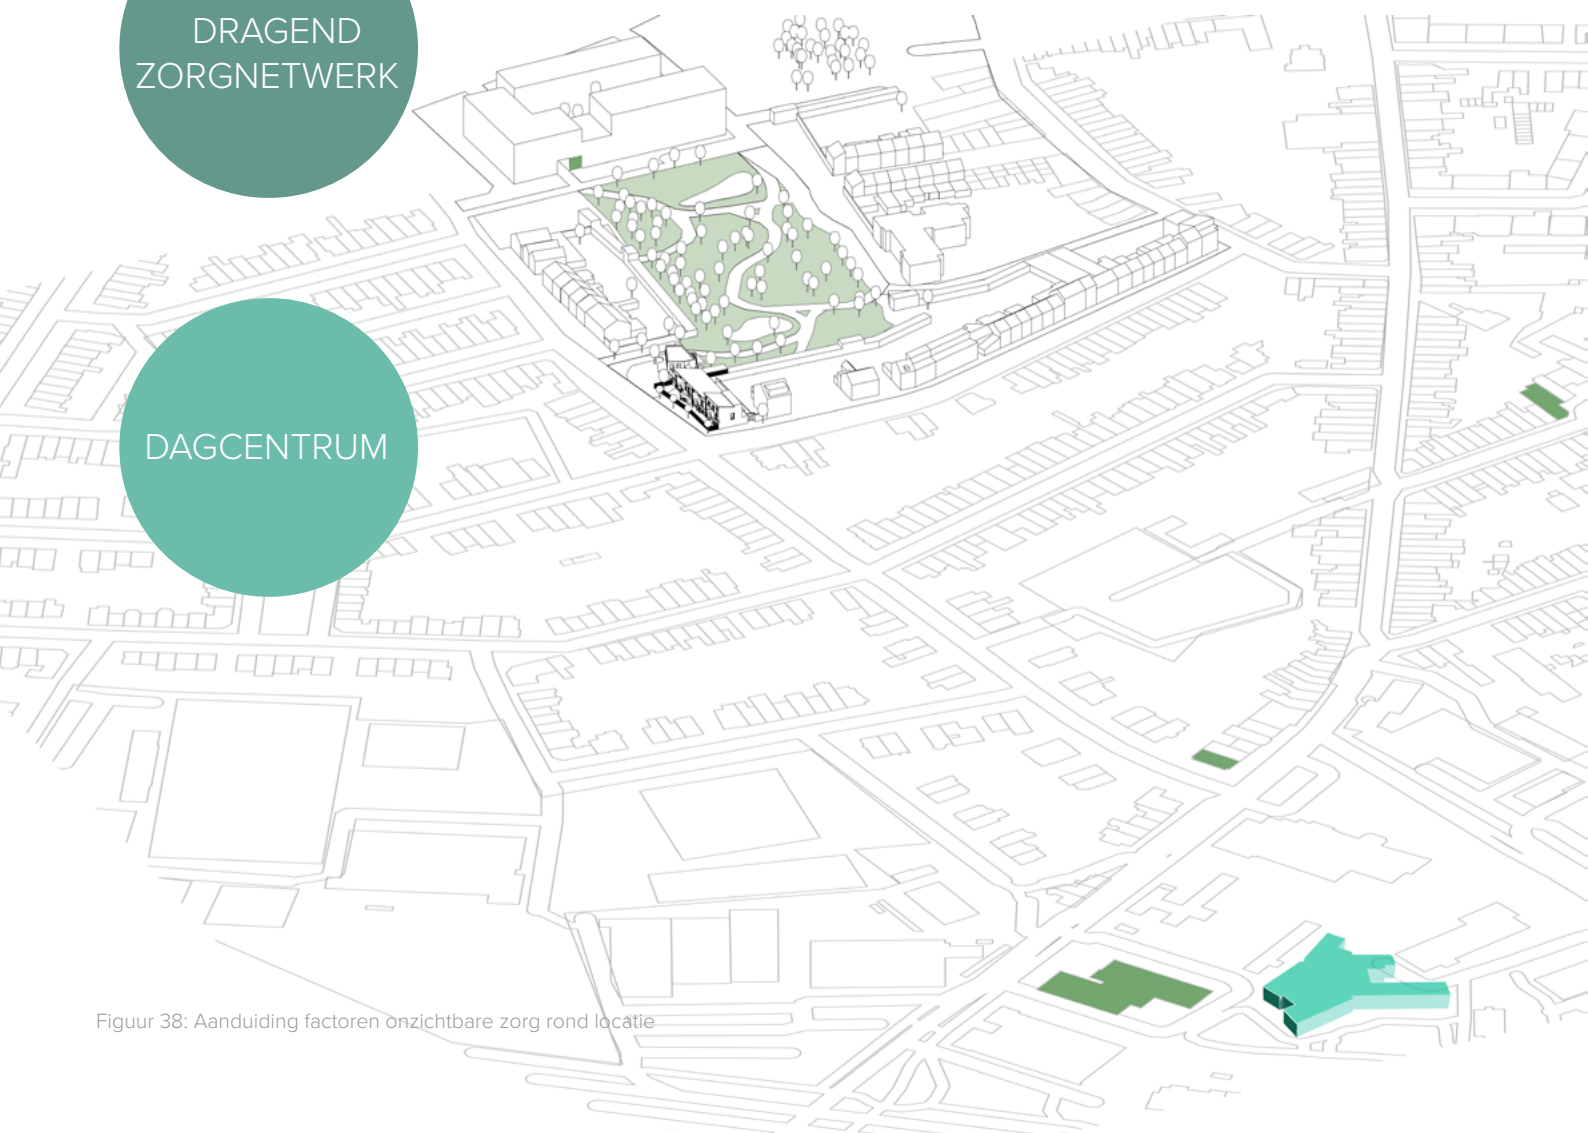 DRAGEND
ZORGNETWERK
DAGCENTRUM
Figuur 38: Aanduiding factoren onzichtbare zorg rond locatie